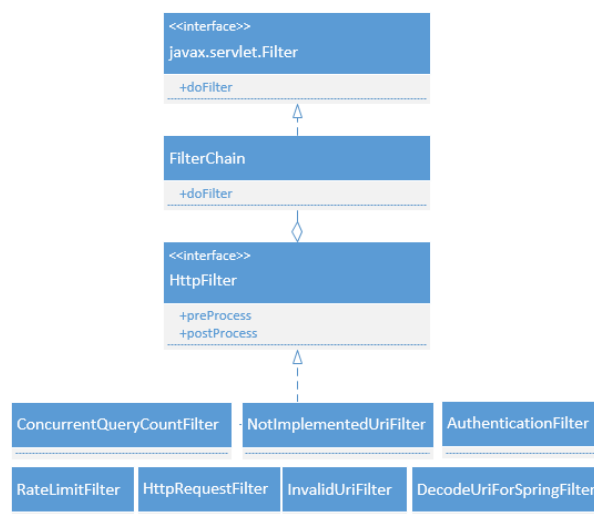 <<interface>>
javax.servlet.Filter
+doFilter
FilterChain
+doFilter
<<interface>>
HttpFilter
+preProcess
+postProcess
ConcurrentQueryCountFilter
NotImplementedUriFilter
AuthenticationFilter
RateLimitFilter
HttpRequestFilter
InvalidUriFilter
DecodeUriForSpringFilter